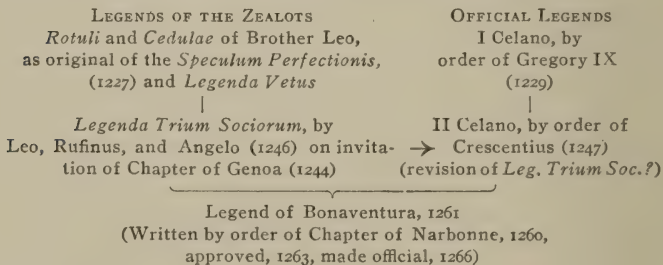 LEGENDS OF THE ZEALOTS
Rotuli and Cedulae of Brother Leo,
as original of the Speculum Perfectionis,
(1227) and Legenda Vetus
OFFICIAL LEGENDS
I Celano, by
order of Gregory IX
(1229)
Legenda Trium Sociorum, by
Leo, Rufinus, and Angelo (1246) on invita-
tion of Chapter of Genoa (1244)
→
II Celano, by order of
Crescentius (1247)
(revision of Leg. Trium Soc.?)
Legend of Bonaventura, 1261
(Written by order of Chapter of Narbonne, 1260,
approved, 1263, made official, 1266)